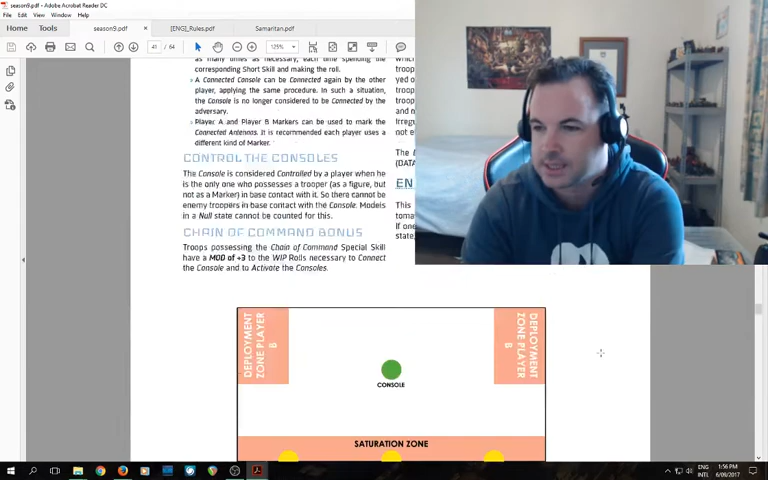 season9.pdf - Adobe Acrobat Reader DC
File Edit View Window Help
Home Tools season9.pdf × [ENG]_Rules.pdf Samaritan.pdf
41 / 64 125%
as many times as necessary, each time spending the
corresponding Short Skill and making the roll.
A Connected Console can be Connected again by the other
player, applying the same procedure. In such a situation,
the Console is no longer considered to be Connected by the
adversary.
Player A and Player B Markers can be used to mark the
Connected Antennas. It is recommended each player uses a
different kind of Marker.
CONTROL THE CONSOLES
The Console is considered Controlled by a player when he
is the only one who possesses a trooper (as a figure, but
not as a Marker) in base contact with it. So there cannot be
enemy troopers in base contact with the Console. Models
in a Null state cannot be counted for this.
CHAIN OF COMMAND BONUS
Troops possessing the Chain of Command Special Skill
have a MOD of +3 to the WIP Rolls necessary to Connect
the Console and to Activate the Consoles.
(DATA
EN
This
If one
state,
DEPLOYMENT
ZONE PLAYER
B
CONSOLE
DEPLOYMENT
ZONE PLAYER
B
SATURATION ZONE
ENG
INTL
1:56 PM
6/09/2017